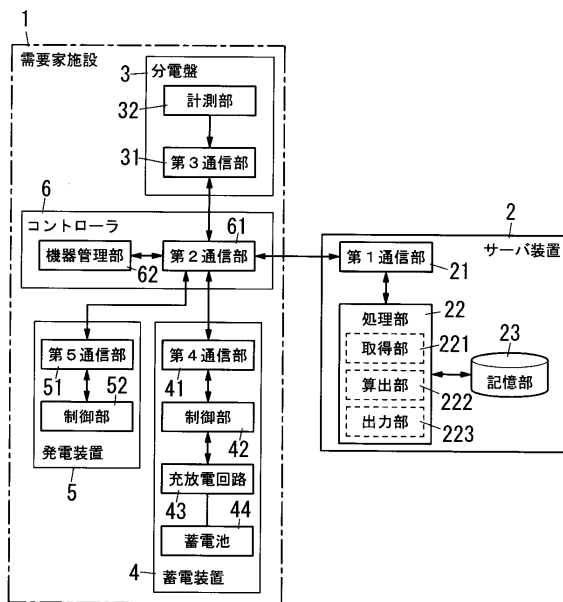 1
需要家施設
3
分電盤
計測部
32
第3通信部
31
6
コントローラ
61
機器管理部
第2通信部
62
2
サーバ装置
第1通信部
21
22
処理部
取得部
221
算出部
222
出力部
223
23
記憶部
第5通信部
51
52
制御部
発電装置
5
第4通信部
41
制御部
42
充放電回路
43
44
蓄電池
4
蓄電装置